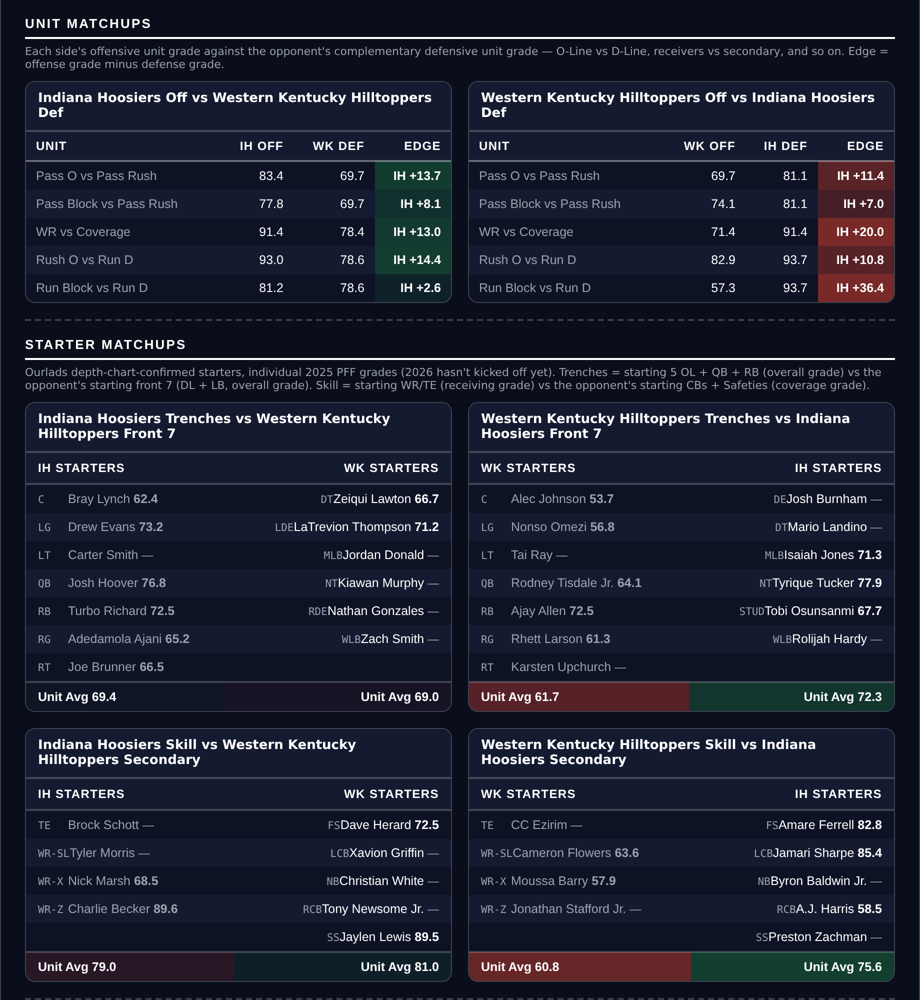 UNIT MATCHUPS
Each side's offensive unit grade against the opponent's complementary defensive unit grade — O-Line vs D-Line, receivers vs secondary, and so on. Edge =
offense grade minus defense grade.
Indiana Hoosiers Off vs Western Kentucky Hilltoppers
Def
UNIT IH OFF WK DEF EDGE
Pass O vs Pass Rush 83.4 69.7 IH +13.7
Pass Block vs Pass Rush 77.8 69.7 IH +8.1
WR vs Coverage 91.4 78.4 IH +13.0
Rush O vs Run D 93.0 78.6 IH +14.4
Run Block vs Run D 81.2 78.6 IH +2.6
Western Kentucky Hilltoppers Off vs Indiana Hoosiers
Def
UNIT WK OFF IH DEF EDGE
Pass O vs Pass Rush 69.7 81.1 IH +11.4
Pass Block vs Pass Rush 74.1 81.1 IH +7.0
WR vs Coverage 71.4 91.4 IH +20.0
Rush O vs Run D 82.9 93.7 IH +10.8
Run Block vs Run D 57.3 93.7 IH +36.4
STARTER MATCHUPS
Ourlads depth-chart-confirmed starters, individual 2025 PFF grades (2026 hasn't kicked off yet). Trenches = starting 5 OL + QB + RB (overall grade) vs the
opponent's starting front 7 (DL + LB, overall grade). Skill = starting WR/TE (receiving grade) vs the opponent's starting CBs + Safeties (coverage grade).
Indiana Hoosiers Trenches vs Western Kentucky
Hilltoppers Front 7
IH STARTERS WK STARTERS
C Bray Lynch 62.4 DTZeiqui Lawton 66.7
LG Drew Evans 73.2 LDELaTrevion Thompson 71.2
LT Carter Smith — MLBJordan Donald —
QB Josh Hoover 76.8 NTKiawan Murphy —
RB Turbo Richard 72.5 RDENathan Gonzales —
RG Adedamola Ajani 65.2 WLBZach Smith —
RT Joe Brunner 66.5
Unit Avg 69.4 Unit Avg 69.0
Western Kentucky Hilltoppers Trenches vs Indiana
Hoosiers Front 7
WK STARTERS IH STARTERS
C Alec Johnson 53.7 DEJosh Burnham —
LG Nonso Omezi 56.8 DTMario Landino —
LT Tai Ray — MLBIsaiah Jones 71.3
QB Rodney Tisdale Jr. 64.1 NTTyrique Tucker 77.9
RB Ajay Allen 72.5 STUDTobi Osunsanmi 67.7
RG Rhett Larson 61.3 WLBRolijah Hardy —
RT Karsten Upchurch —
Unit Avg 61.7 Unit Avg 72.3
Indiana Hoosiers Skill vs Western Kentucky
Hilltoppers Secondary
IH STARTERS WK STARTERS
TE Brock Schott — FSDave Herard 72.5
WR-SLTyler Morris — LCBXavion Griffin —
WR-X Nick Marsh 68.5 NBChristian White —
WR-Z Charlie Becker 89.6 RCBTony Newsome Jr. —
SSJaylen Lewis 89.5
Unit Avg 79.0 Unit Avg 81.0
Western Kentucky Hilltoppers Skill vs Indiana
Hoosiers Secondary
WK STARTERS IH STARTERS
TE CC Ezirim — FSAmare Ferrell 82.8
WR-SLCameron Flowers 63.6 LCBJamari Sharpe 85.4
WR-X Moussa Barry 57.9 NBByron Baldwin Jr. —
WR-Z Jonathan Stafford Jr. — RCBA.J. Harris 58.5
SSPreston Zachman —
Unit Avg 60.8 Unit Avg 75.6